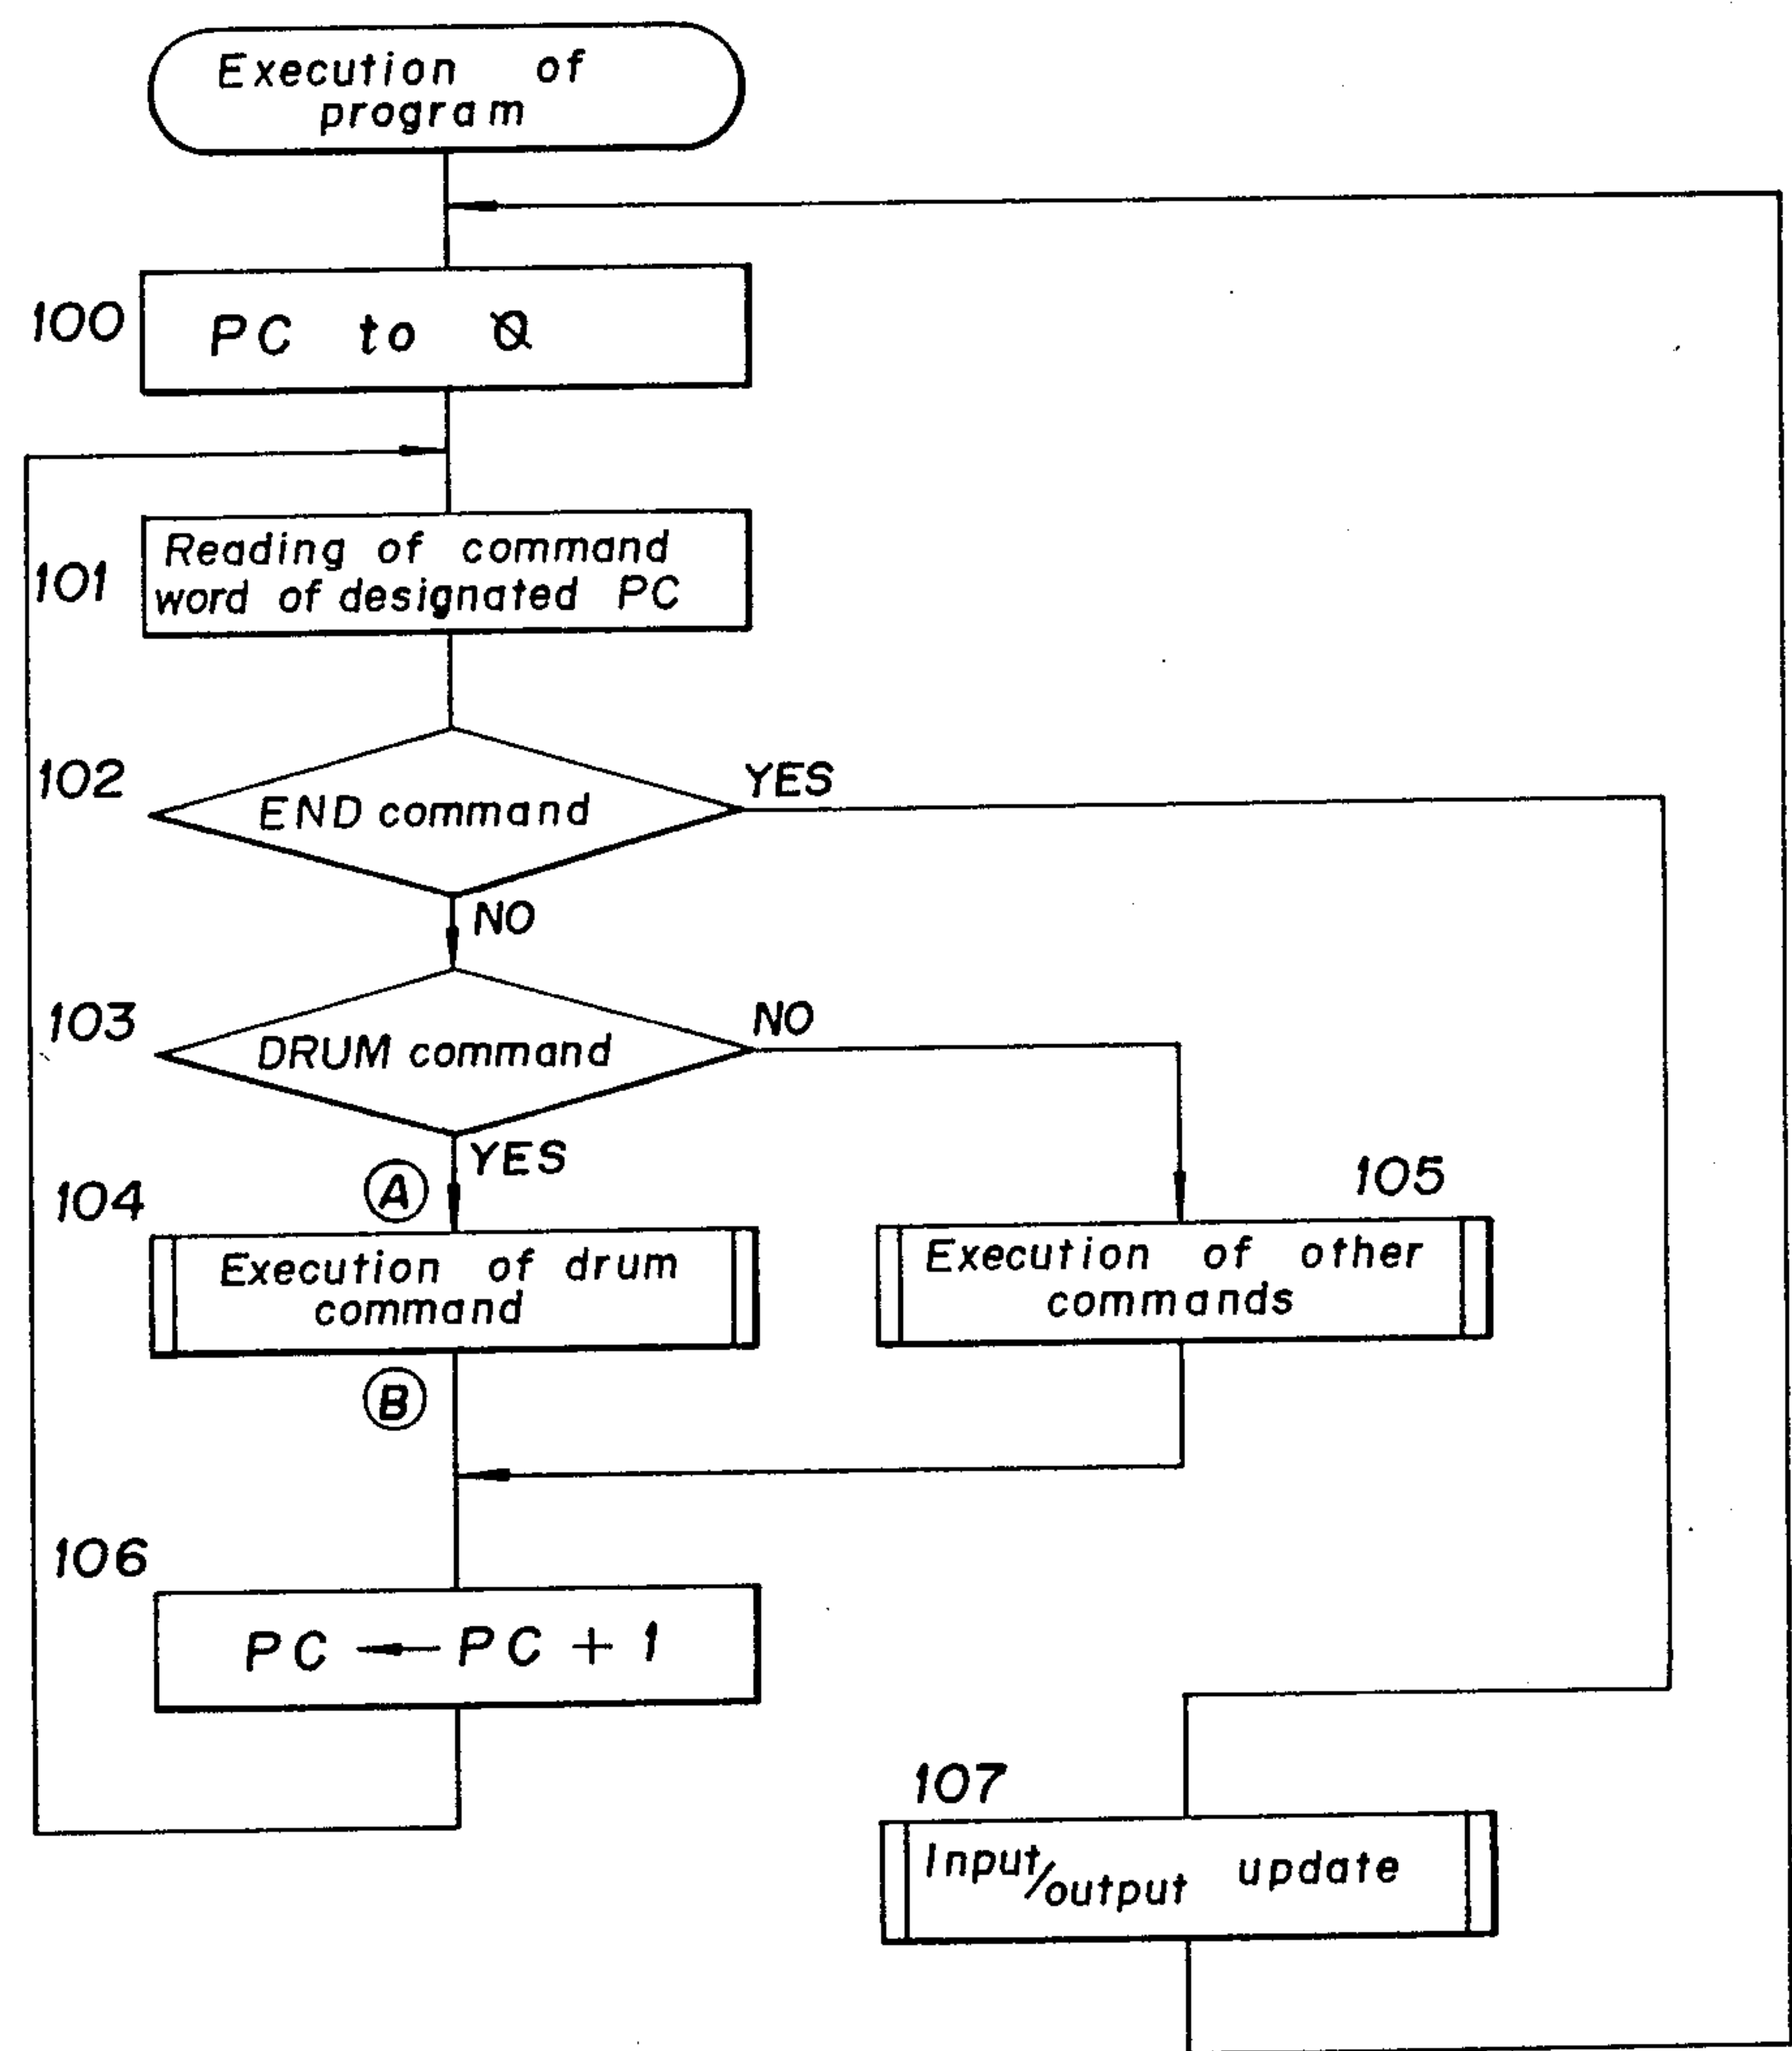 Execution of
program
100
PC to 0
101
Reading of command
word of designated PC
102
END command
YES
NO
103
DRUM command
NO
YES
A
104
Execution of drum
command
105
Execution of other
commands
B
106
PC ← PC + 1
107
Input/output update